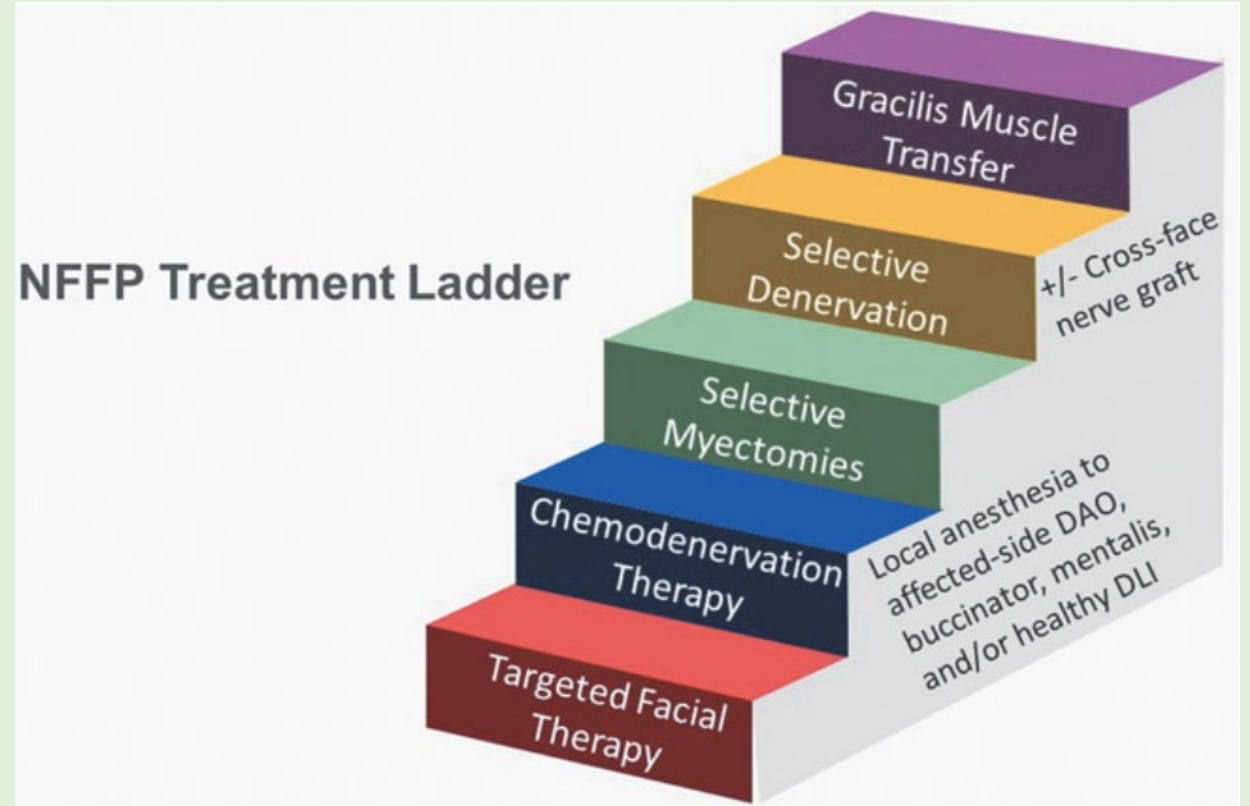 NFFP Treatment Ladder
Gracilis Muscle
Transfer
Selective
Denervation
+/- Cross-face
nerve graft
Selective
Myectomies
Chemodenervation
Therapy
Local anesthesia to
affected-side DAO,
buccinator, mentalis,
and/or healthy DLI
Targeted Facial
Therapy